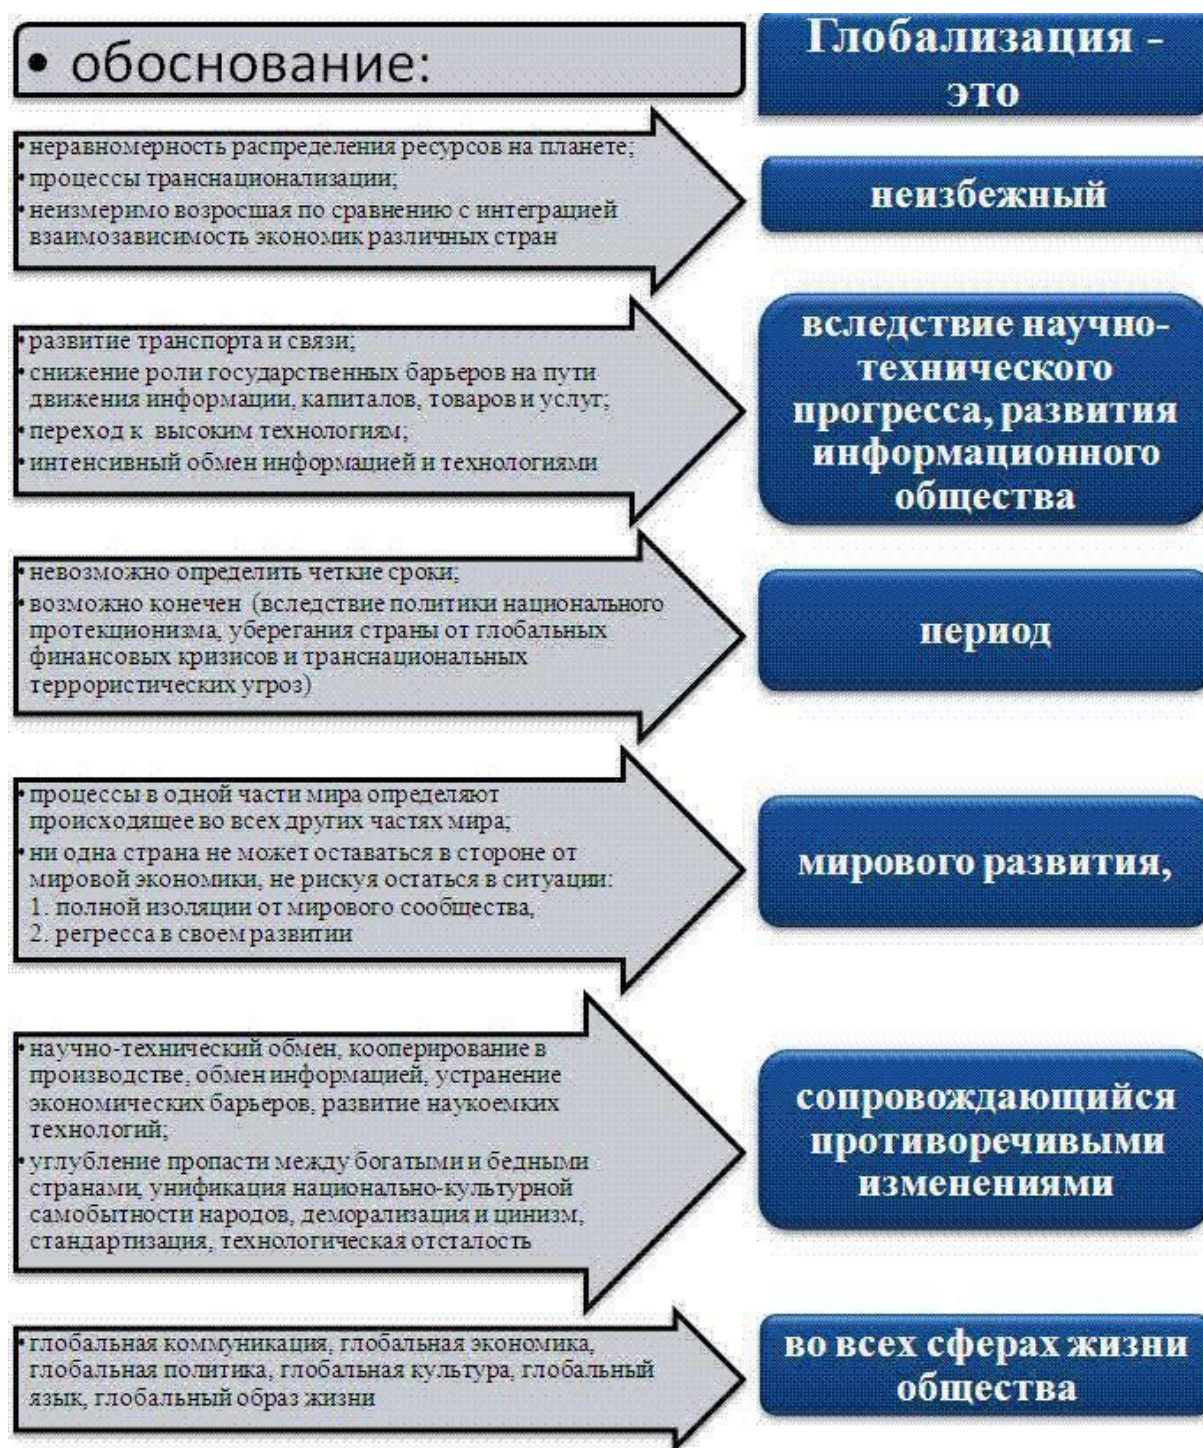 • обоснование:
Глобализация -
это
• неравномерность распределения ресурсов на планете;
• процессы транснационализации;
• неизмеримо возросшая по сравнению с интеграцией
взаимозависимость экономик различных стран
неизбежный
• развитие транспорта и связи;
• снижение роли государственных барьеров на пути
движения информации, капиталов, товаров и услуг;
• переход к высоким технологиям;
• интенсивный обмен информацией и технологиями
вследствие научно-
технического
прогресса, развития
информационного
общества
• невозможно определить четкие сроки;
• возможно конечен (вследствие политики национального
протекционизма, уберегания страны от глобальных
финансовых кризисов и транснациональных
террористических угроз)
период
• процессы в одной части мира определяют
происходящее во всех других частях мира;
• ни одна страна не может оставаться в стороне от
мировой экономики, не рискуя остаться в ситуации:
1. полной изоляции от мирового сообщества,
2. регресса в своем развитии
мирового развития,
• научно-технический обмен, кооперирование в
производстве, обмен информацией, устранение
экономических барьеров, развитие наукоемких
технологий;
• углубление пропасти между богатыми и бедными
странами, унификация национально-культурной
самобытности народов, деморализация и цинизм,
стандартизация, технологическая отсталость
сопровождающийся
противоречивыми
изменениями
• глобальная коммуникация, глобальная экономика,
глобальная политика, глобальная культура, глобальный
язык, глобальный образ жизни
во всех сферах жизни
общества